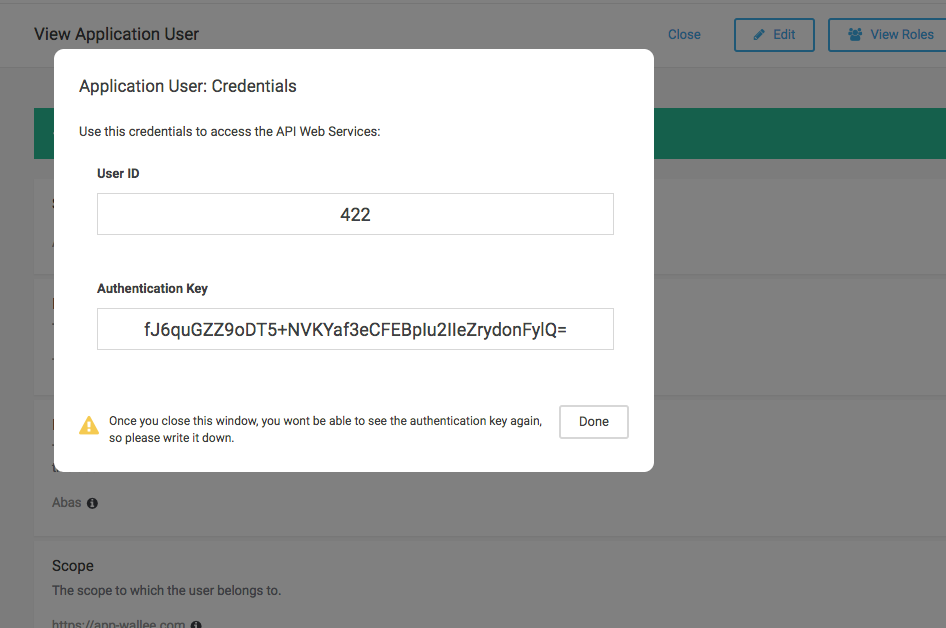 View Application User
Close
Edit
View Roles
Application User: Credentials
Use this credentials to access the API Web Services:
User ID
422
Authentication Key
fJ6quGZZ9oDT5+NVKYaf3eCFEBpIu2IIeZrydonFylQ=
Once you close this window, you wont be able to see the authentication key again,
so please write it down.
Done
Abas
Scope
The scope to which the user belongs to.
https://app-wallee.com